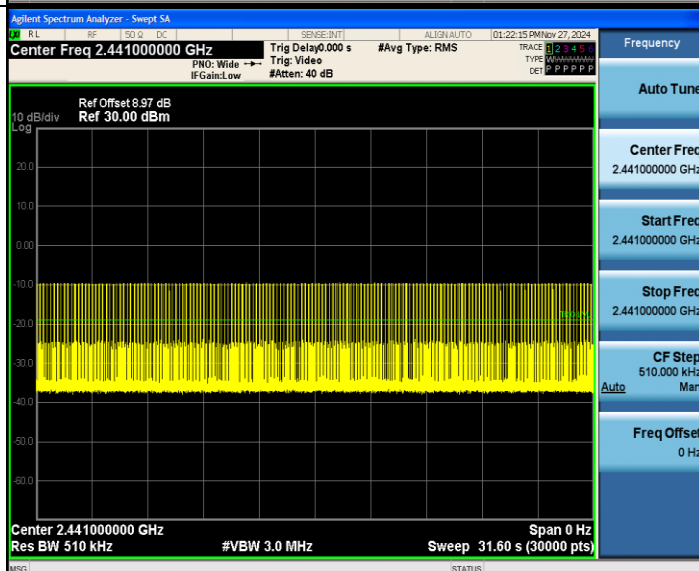 Agilent Spectrum Analyzer - Swept SA
RL RF 50 Ω DC SENSE:INT ALIGN AUTO 01:22:15 PM Nov 27, 2024
Center Freq 2.441000000 GHz
PNO: Wide
IFGain:Low
Trig Delay0.000 s
Trig: Video
#Atten: 40 dB
#Avg Type: RMS
TRACE 1 2 3 4 5 6
TYPE W
DET P P P P P P
Ref Offset 8.97 dB
10 dB/div Ref 30.00 dBm
Log
20.0
10.0
0.00
-10.0
-20.0
-30.0
-40.0
-50.0
-60.0
Center 2.441000000 GHz Span 0 Hz
Res BW 510 kHz #VBW 3.0 MHz Sweep 31.60 s (30000 pts)
MSG STATUS
Frequency
Auto Tune
Center Freq
2.441000000 GHz
Start Freq
2.441000000 GHz
Stop Freq
2.441000000 GHz
CF Step
510.000 kHz
Auto Man
Freq Offset
0 Hz